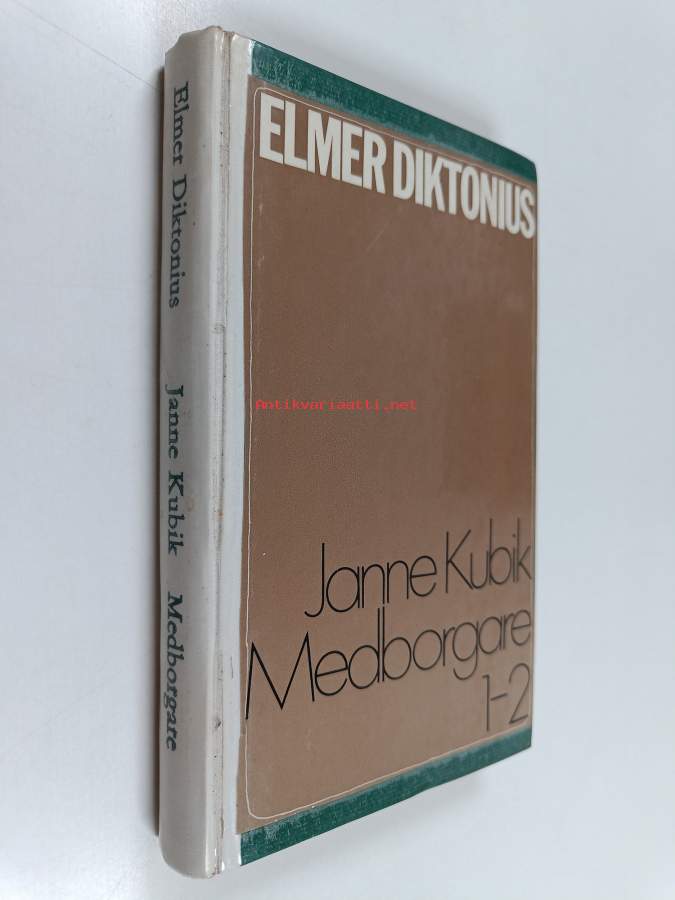 Elmer Diktonius Janne Kubik Medborgare
ELMER DIKTONIUS
Antikvariaatti.net
Janne Kubik
Medborgare
1-2